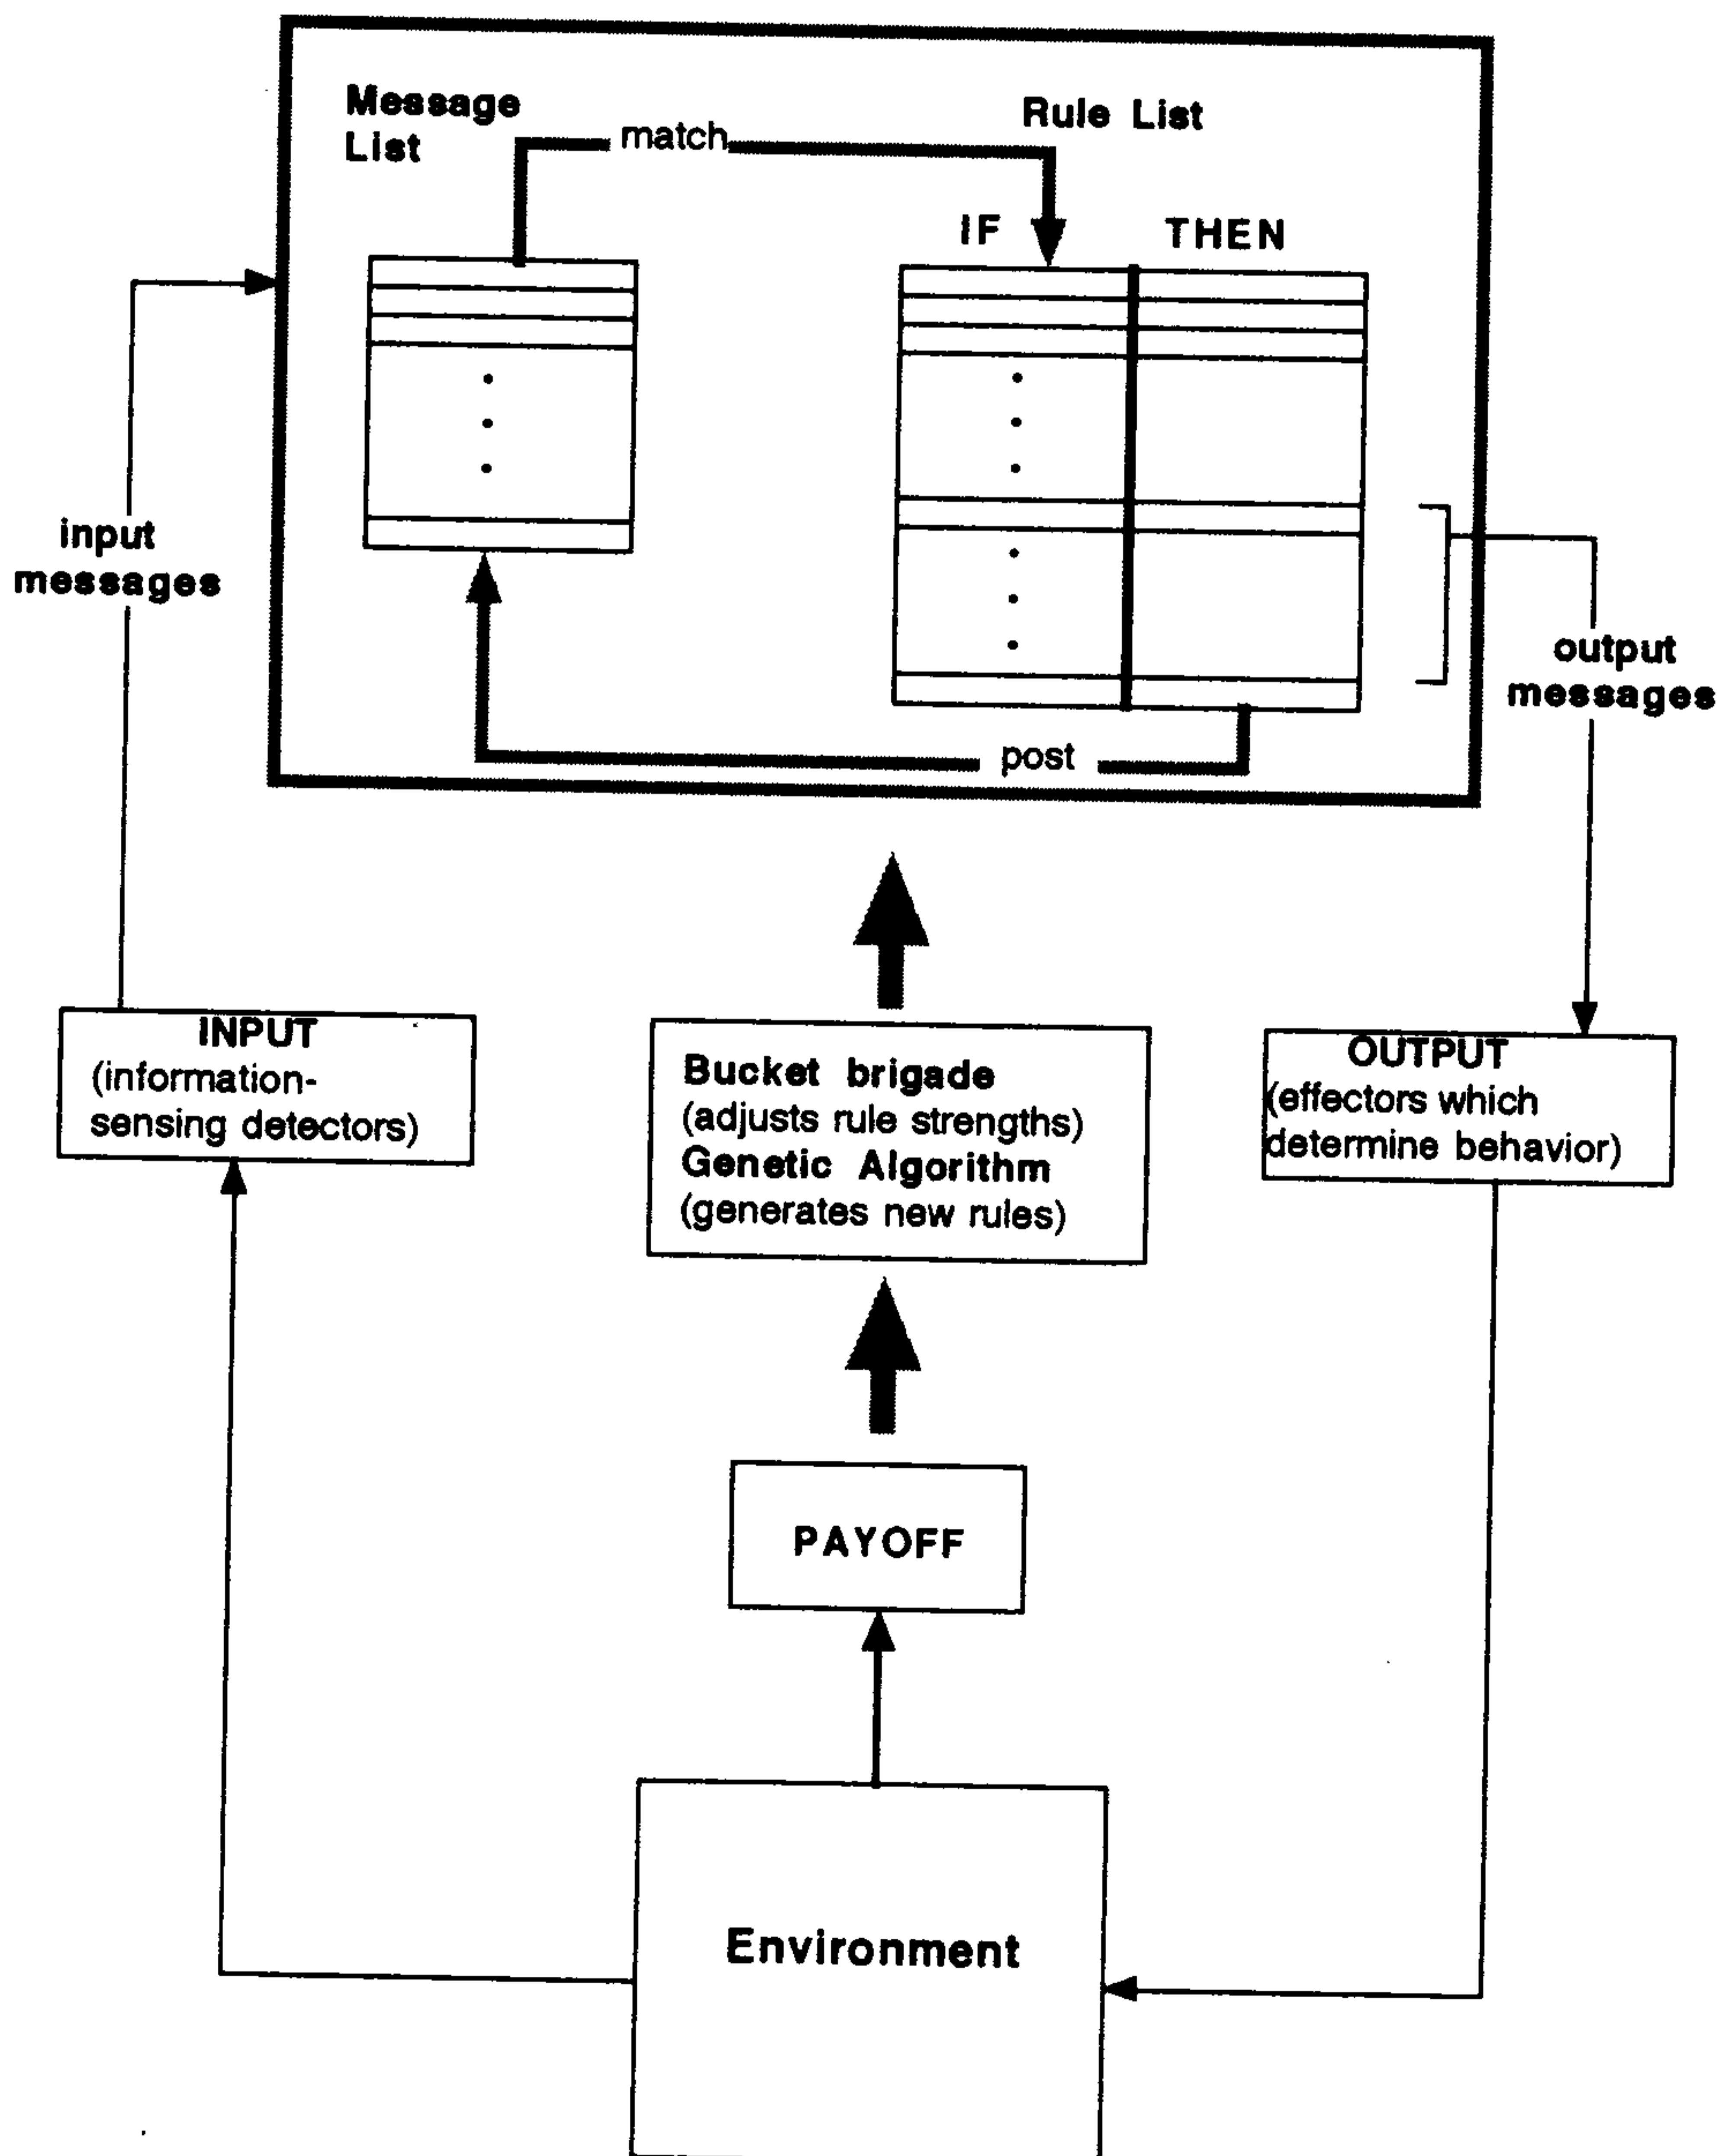 Message
List
match
Rule List
IF
THEN
input
messages
output
messages
post
INPUT
(information-
sensing detectors)
Bucket brigade
(adjusts rule strengths)
Genetic Algorithm
(generates new rules)
OUTPUT
(effectors which
determine behavior)
PAYOFF
Environment